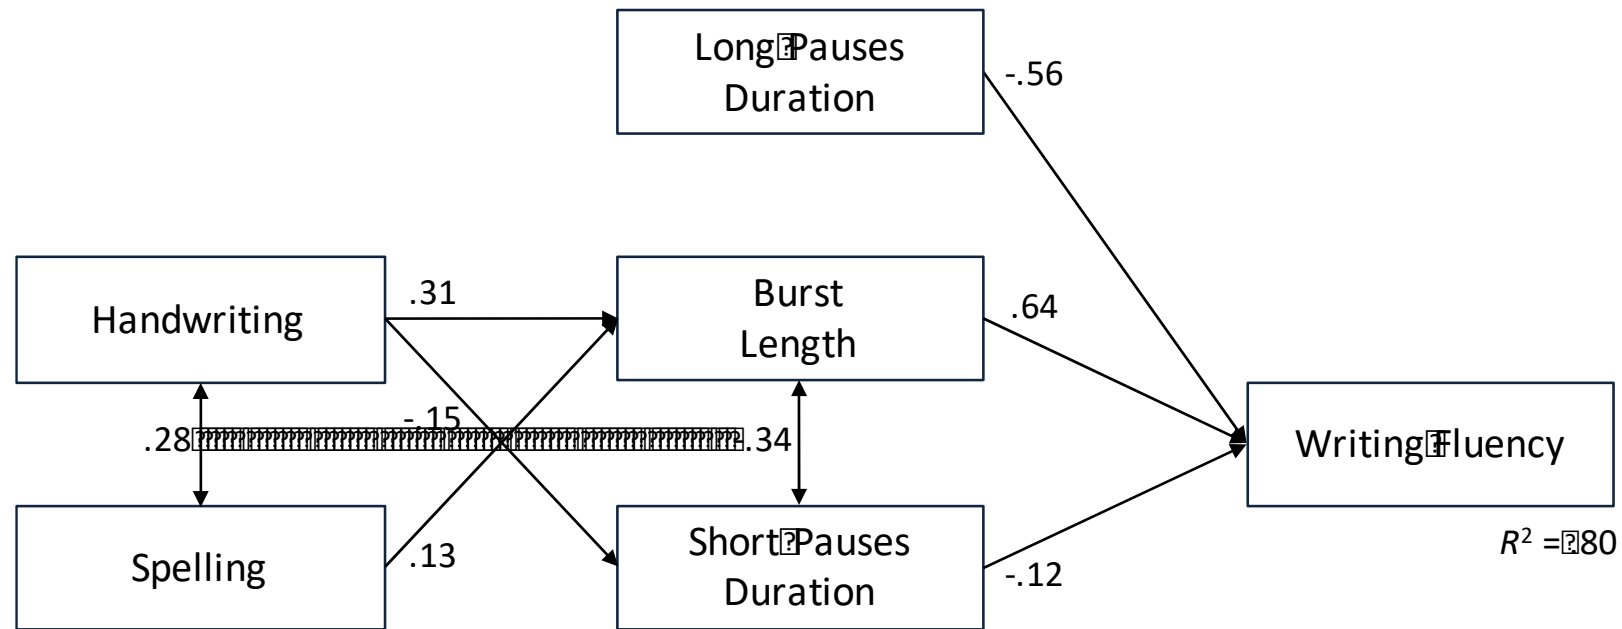 Long Pauses
Duration
-.56
Handwriting
.31
Burst
Length
.64
-.15
.28
-.34
Writing Fluency
Spelling
.13
Short Pauses
Duration
-.12
R² = 80